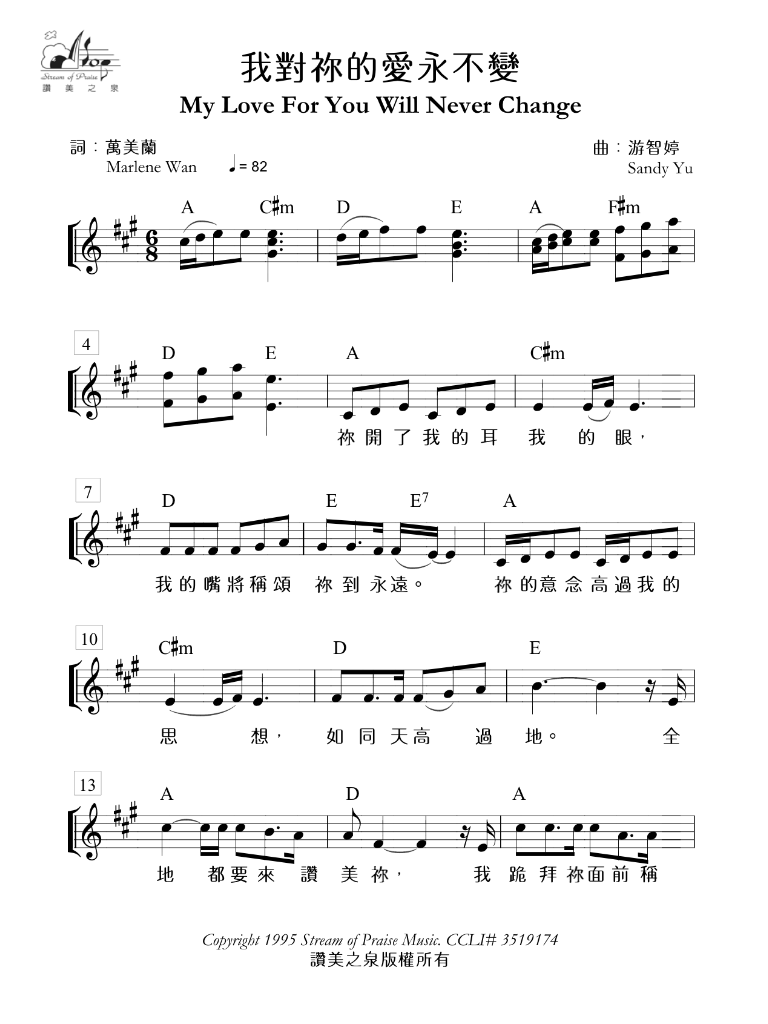 Stream of Praise
讚美之泉
我對祢的愛永不變
My Love For You Will Never Change
詞：萬美蘭 曲：游智婷
Marlene Wan ♩ = 82 Sandy Yu
A C♯m D E A F♯m
6
8
4
D E A C♯m
祢開了我的耳 我的眼，
7
D E E7 A
我的嘴將稱頌 祢到永遠。 祢的意念高過我的
10
C♯m D E
思 想， 如同天高 過 地。 全
13
A D A
地 都要來 讚 美祢， 我 跪拜祢面前稱
Copyright 1995 Stream of Praise Music. CCLI# 3519174
讚美之泉版權所有